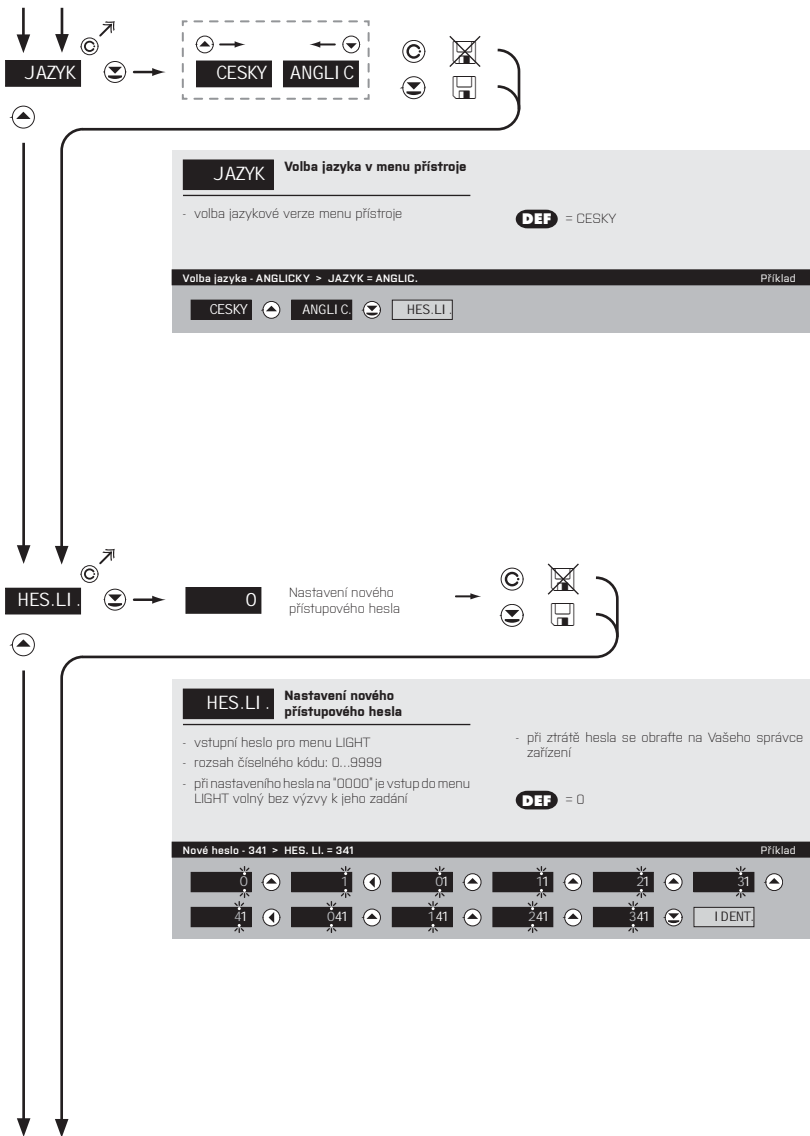 JAZYK
CESKY ANGLIC
JAZYK Volba jazyka v menu přístroje
- volba jazykové verze menu přístroje
DEF = CESKY
Volba jazyka - ANGLICKY > JAZYK = ANGLIC. Příklad
CESKY ANGLIC. HES.LI.
HES.LI.
0
Nastavení nového
přístupového hesla
HES.LI.
Nastavení nového
přístupového hesla
- vstupní heslo pro menu LIGHT
- rozsah číselného kódu: 0...9999
- při nastaveního hesla na "0000" je vstup do menu
LIGHT volný bez výzvy k jeho zadání
- při ztrátě hesla se obraťte na Vašeho správce
zařízení
DEF = 0
Nové heslo - 341 > HES. LI. = 341 Příklad
0 1 01 11 21 31
41 041 141 241 341 IDENT.